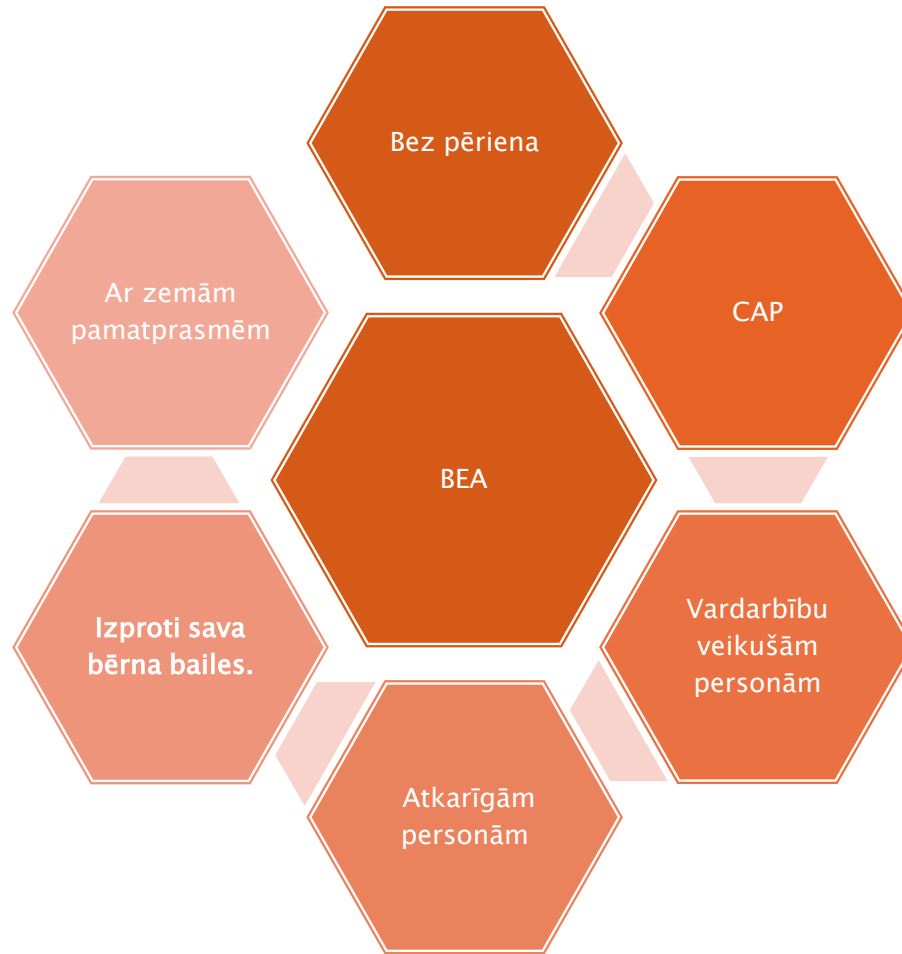 Bez pēriena
CAP
Vardarbību
veikušām
personām
Atkarīgām
personām
Izproti sava
bērna bailes.
Ar zemām
pamatprasmēm
BEA